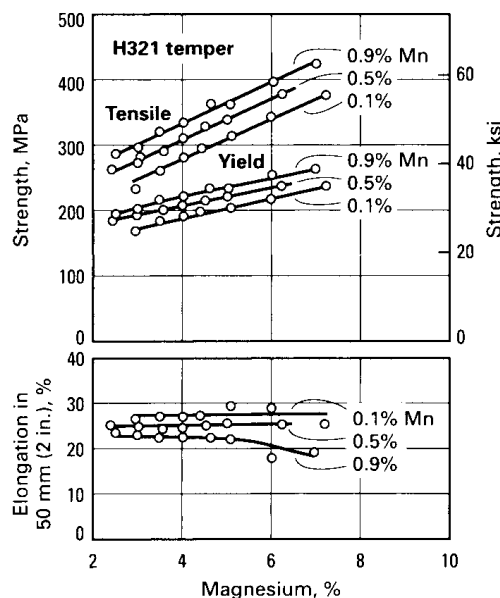 500
400
300
200
100
0
Strength, MPa
H321 temper
Tensile
Yield
0.9% Mn
0.5%
0.1%
0.9% Mn
0.5%
0.1%
60
40
20
0
Strength, ksi
40
30
20
10
0
Elongation in
50 mm (2 in.), %
0.1% Mn
0.5%
0.9%
2
4
6
8
10
Magnesium, %